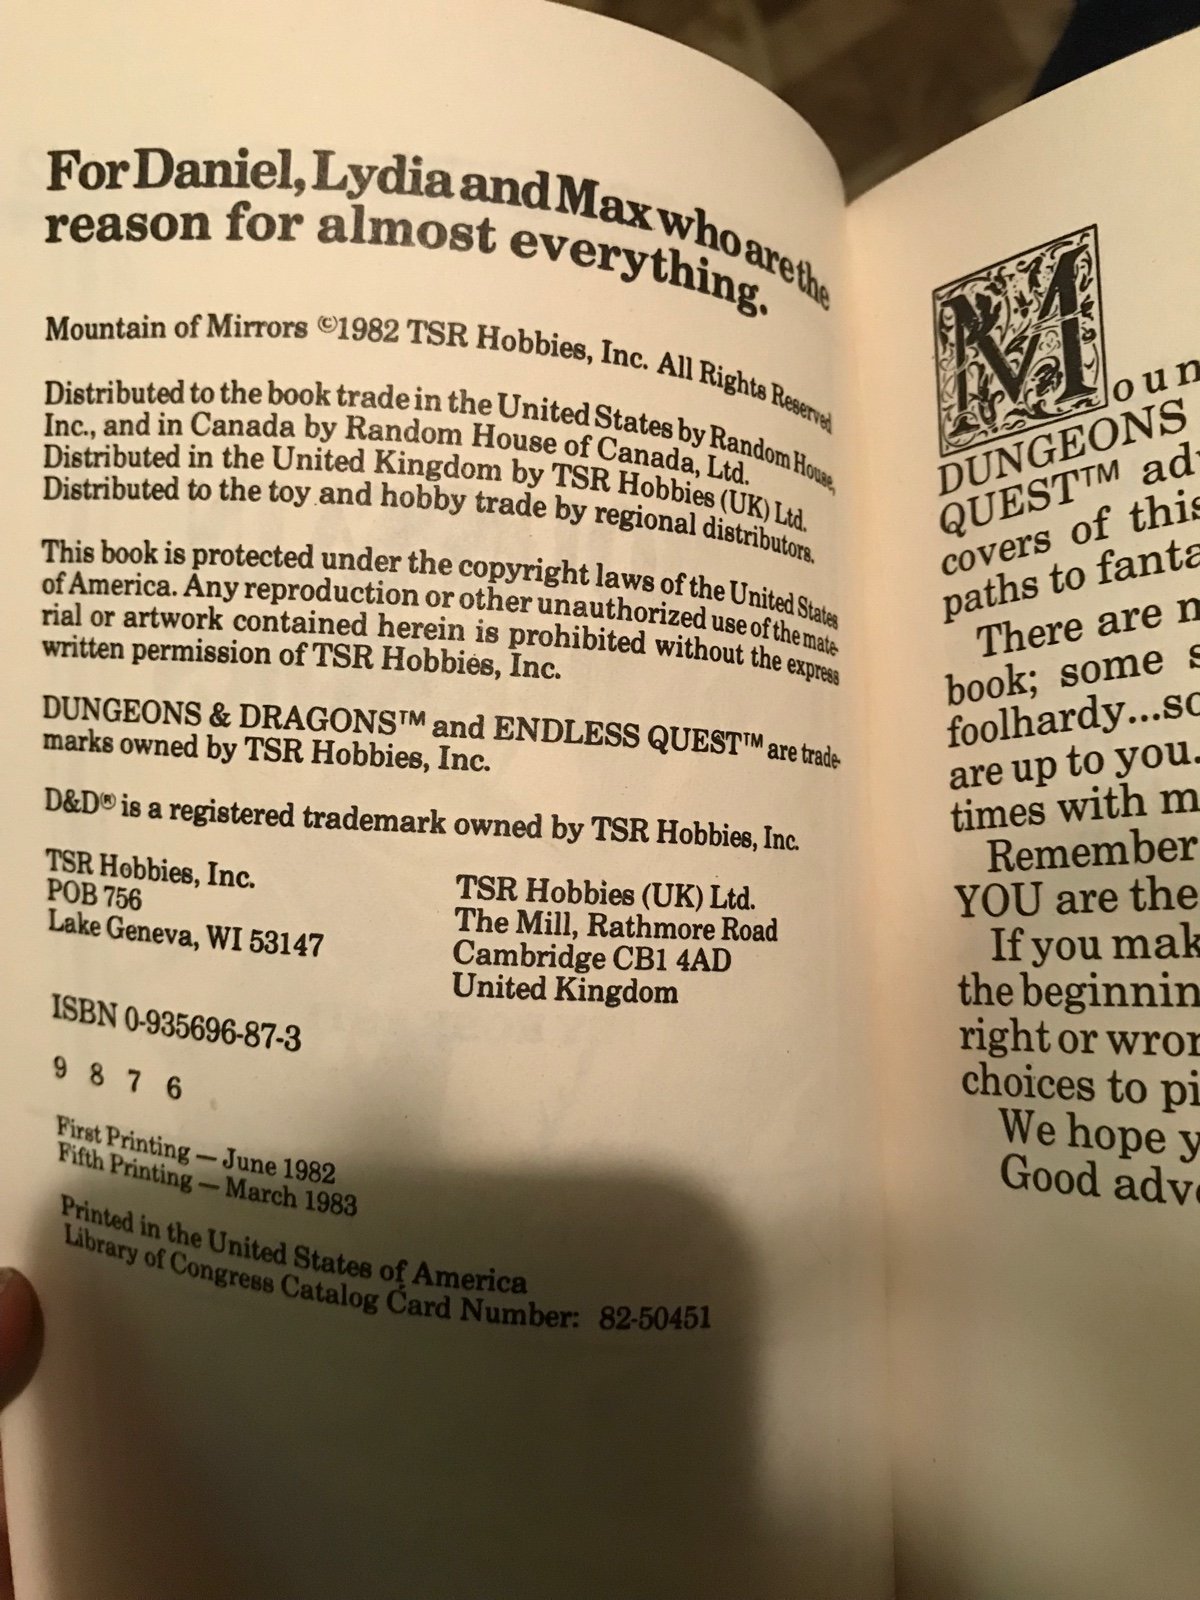 For Daniel, Lydia and Max who are the
reason for almost everything.
Mountain of Mirrors ©1982 TSR Hobbies, Inc. All Rights Reserved
Distributed to the book trade in the United States by Random House,
Inc., and in Canada by Random House of Canada, Ltd.
Distributed in the United Kingdom by TSR Hobbies (UK) Ltd.
Distributed to the toy and hobby trade by regional distributors.
This book is protected under the copyright laws of the United States
of America. Any reproduction or other unauthorized use of the mate-
rial or artwork contained herein is prohibited without the express
written permission of TSR Hobbies, Inc.
DUNGEONS & DRAGONS™ and ENDLESS QUEST™ are trade-
marks owned by TSR Hobbies, Inc.
D&D® is a registered trademark owned by TSR Hobbies, Inc.
TSR Hobbies, Inc.
POB 756
Lake Geneva, WI 53147
TSR Hobbies (UK) Ltd.
The Mill, Rathmore Road
Cambridge CB1 4AD
United Kingdom
ISBN 0-935696-87-3
9 8 7 6
First Printing — June 1982
Fifth Printing — March 1983
Printed in the United States of America
Library of Congress Catalog Card Number: 82-50451
Moun
DUNGEONS
QUEST™ adv
covers of this
paths to fanta
There are
book; some s
foolhardy...so
are up to you.
times with m
Remember
YOU are the
If you mak
the beginnin
right or wron
choices to pi
We hope y
Good adve